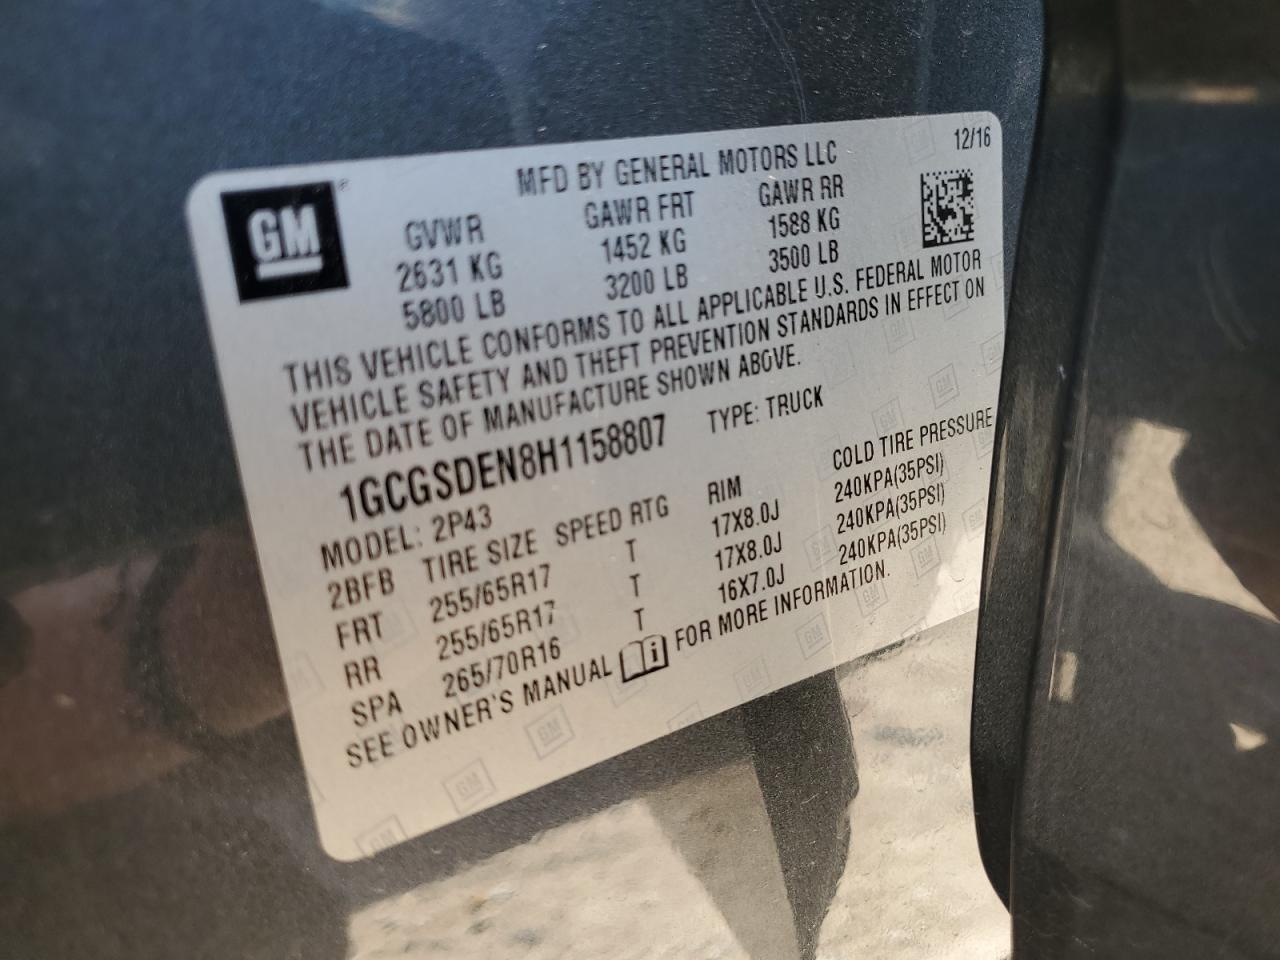 GM
MFD BY GENERAL MOTORS LLC 12/16
GVWR GAWR FRT GAWR RR
2631 KG 1452 KG 1588 KG
5800 LB 3200 LB 3500 LB
THIS VEHICLE CONFORMS TO ALL APPLICABLE U.S. FEDERAL MOTOR
VEHICLE SAFETY AND THEFT PREVENTION STANDARDS IN EFFECT ON
THE DATE OF MANUFACTURE SHOWN ABOVE.
1GCGSDEN8H1158807 TYPE: TRUCK
MODEL: 2P43
2BFB TIRE SIZE SPEED RTG RIM COLD TIRE PRESSURE
FRT 255/65R17 T 17X8.0J 240KPA(35PSI)
RR 255/65R17 T 17X8.0J 240KPA(35PSI)
SPA 265/70R16 T 16X7.0J 240KPA(35PSI)
SEE OWNER'S MANUAL FOR MORE INFORMATION.